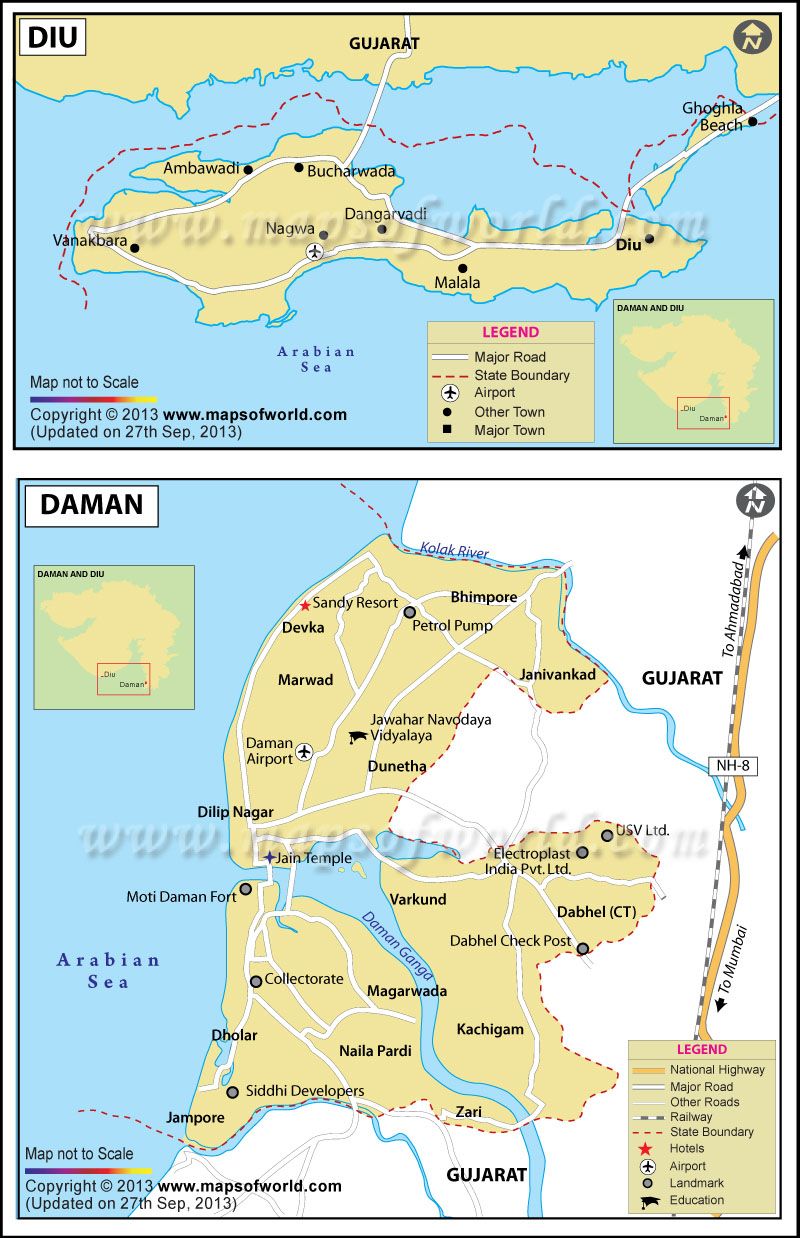 DIU
GUJARAT
N
Ghoghla
Beach
Ambawadi
Bucharwada
Dangarvadi
Nagwa
Vanakbara
Diu
Malala
www.mapsofworld.com
Arabian
Sea
LEGEND
Major Road
State Boundary
Airport
Other Town
Major Town
DAMAN AND DIU
Diu
Daman
Map not to Scale
Copyright © 2013 www.mapsofworld.com
(Updated on 27th Sep, 2013)
DAMAN
N
Kolak River
DAMAN AND DIU
Diu
Daman
Sandy Resort
Bhimpore
Devka
Petrol Pump
To Ahmadabad
Marwad
Janivankad
GUJARAT
Jawahar Navodaya
Vidyalaya
Daman
Airport
Dunetha
NH-8
Dilip Nagar
www.mapsofworld.com
USV Ltd.
Jain Temple
Electroplast
India Pvt. Ltd.
Moti Daman Fort
Varkund
Dabhel (CT)
Daman Ganga
Dabhel Check Post
Arabian
Sea
To Mumbai
Collectorate
Magarwada
Dholar
Kachigam
Naila Pardi
Siddhi Developers
Jampore
Zari
GUJARAT
LEGEND
National Highway
Major Road
Other Roads
Railway
State Boundary
Hotels
Airport
Landmark
Education
Map not to Scale
Copyright © 2013 www.mapsofworld.com
(Updated on 27th Sep, 2013)